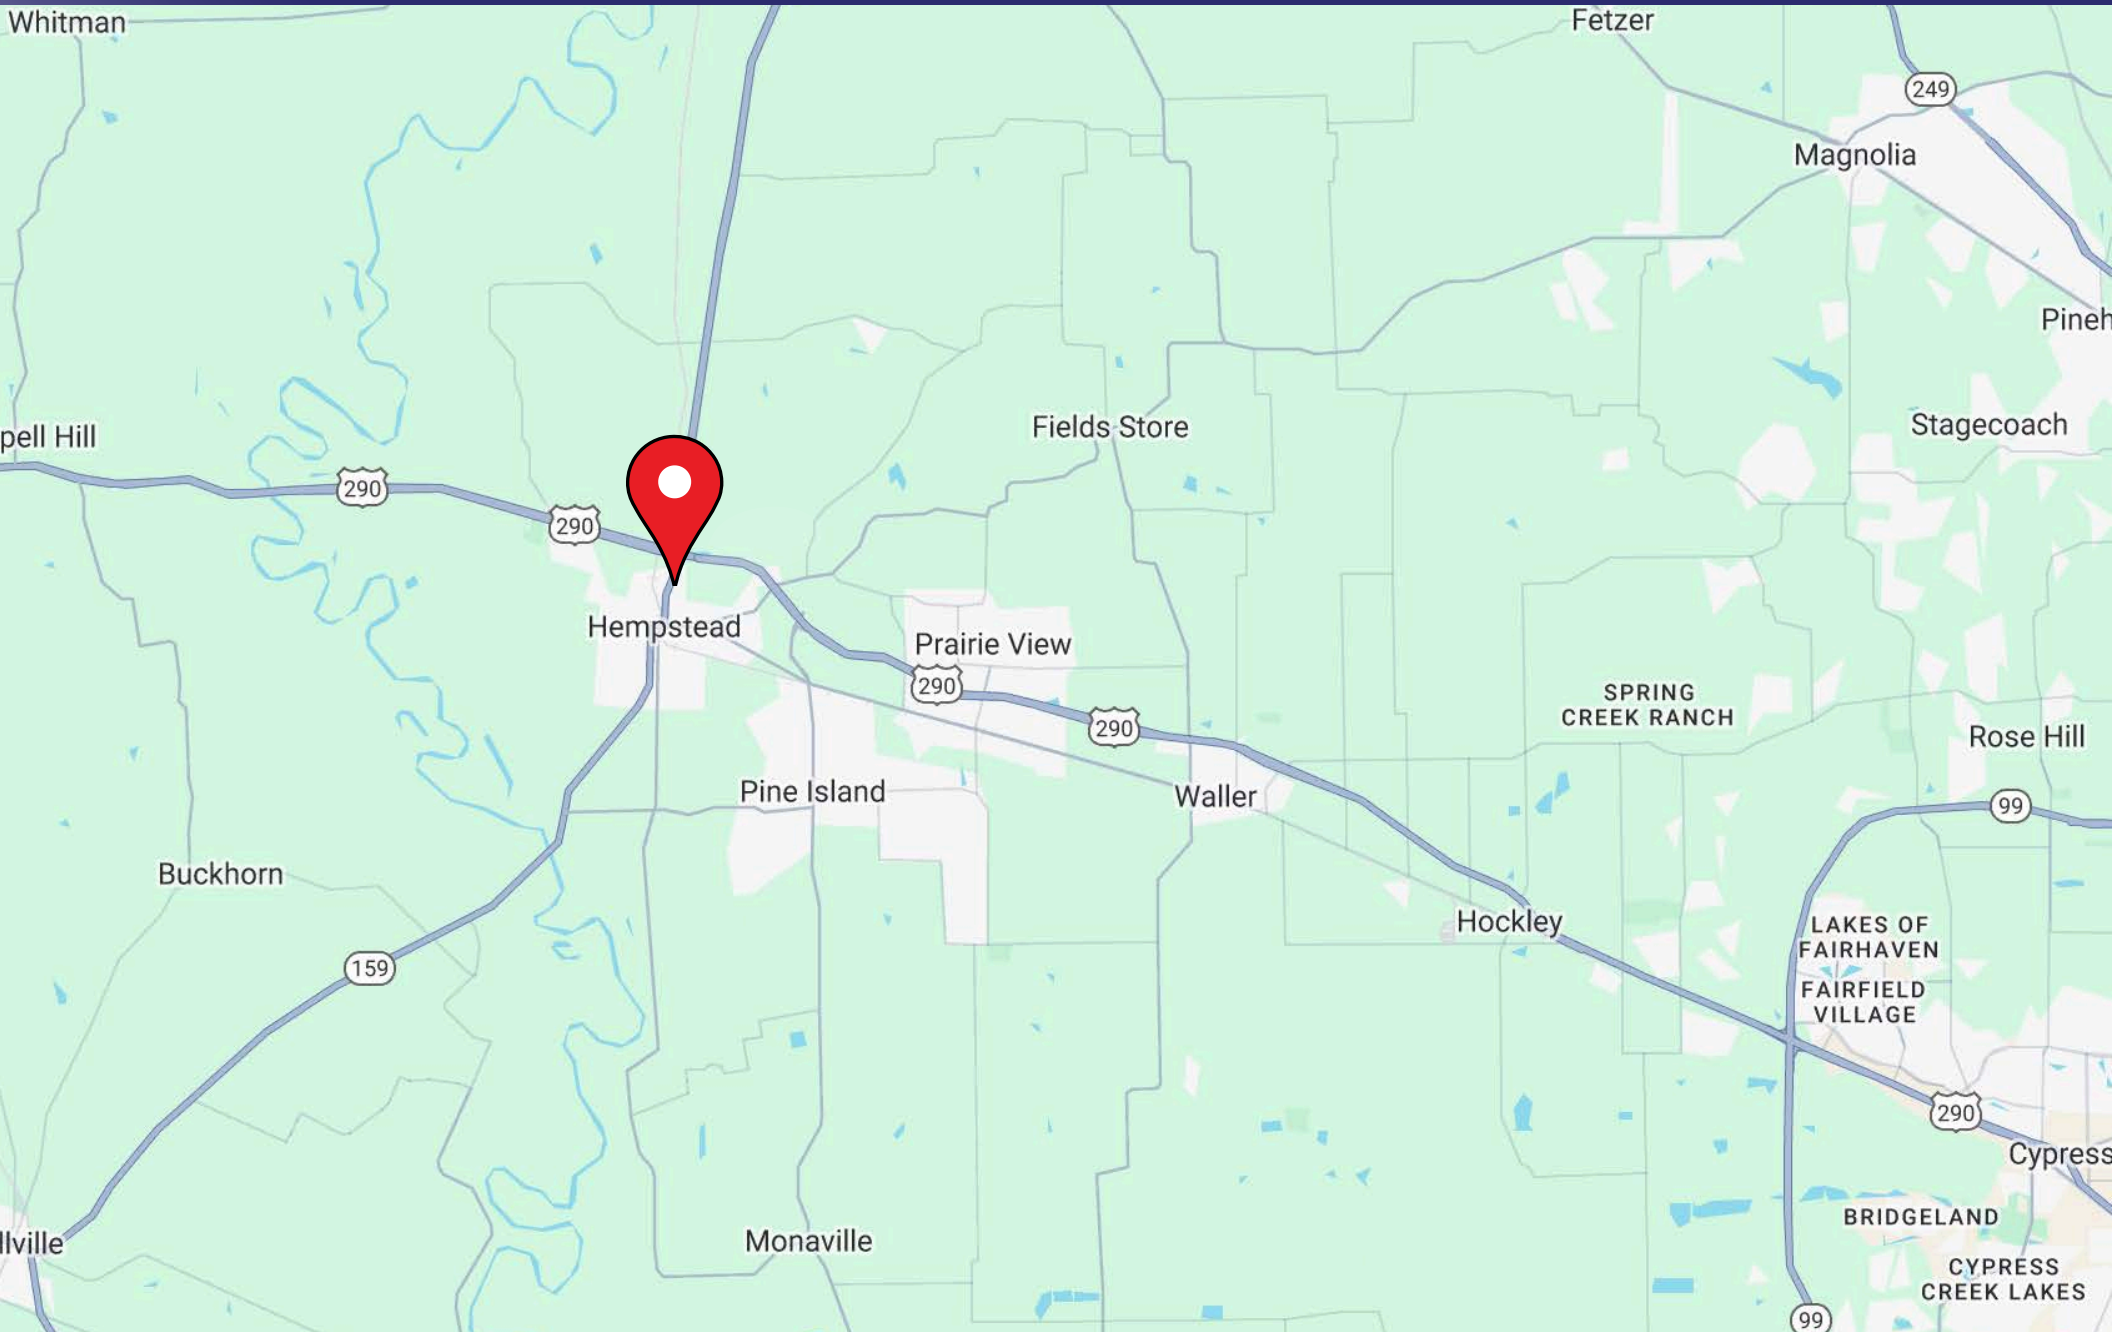 Whitman
Fetzer
249
Magnolia
Pineh
Stagecoach
Fields Store
pell Hill
290
290
Hempstead
Prairie View
290
290
SPRING
CREEK RANCH
Rose Hill
Pine Island
Waller
99
Buckhorn
Hockley
LAKES OF
FAIRHAVEN
159
FAIRFIELD
VILLAGE
290
Cypress
BRIDGELAND
llville
Monaville
CYPRESS
CREEK LAKES
99